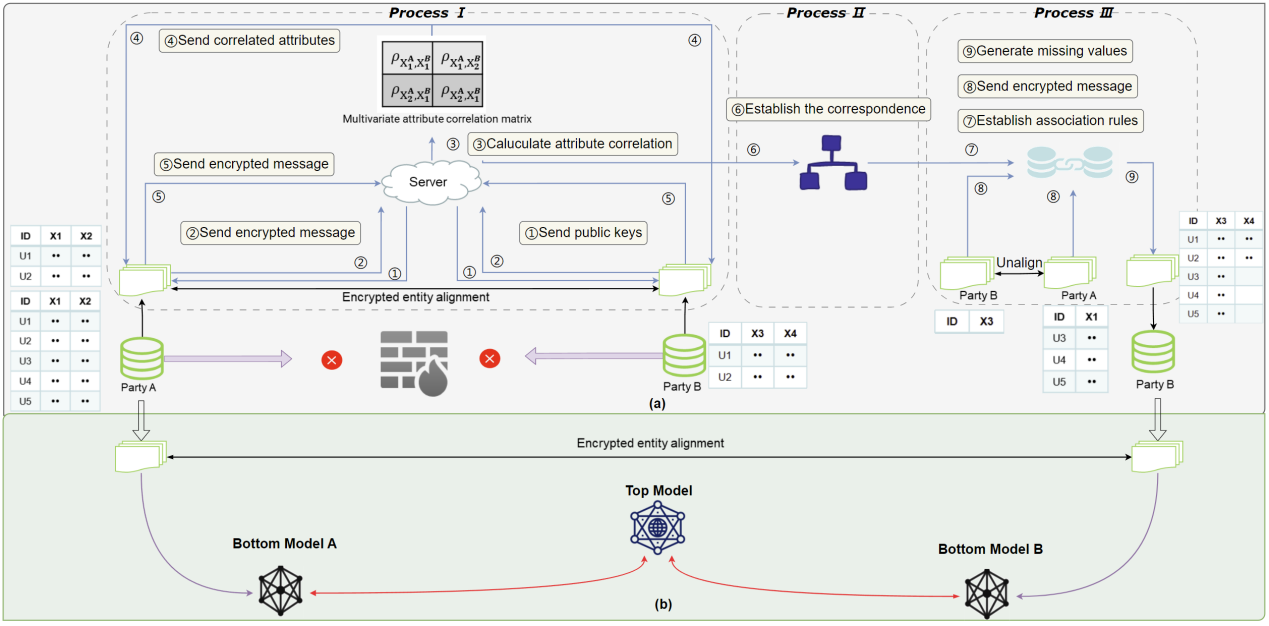 Process Ⅰ
Process Ⅱ
Process Ⅲ
④
④Send correlated attributes
④
ρX1A,X1B ρX1A,X2B
ρX2A,X1B ρX2A,X1B
Multivariate attribute correlation matrix
③
③Caluculate attribute correlation
⑤Send encrypted message
Server
⑤
⑤
②Send encrypted message
①Send public keys
②
①
①
②
Encrypted entity alignment
⑥Establish the correspondence
⑥
⑨Generate missing values
⑧Send encrypted message
⑦Establish association rules
⑦
⑧
⑧
⑨
Unalign
Party B
Party A
ID X1 X2
U1 •• ••
U2 •• ••
ID X1 X2
U1 •• ••
U2 •• ••
U3 •• ••
U4 •• ••
U5 •• ••
Party A
Party B
ID X3 X4
U1 •• ••
U2 •• ••
ID X3
ID X1
U3 ••
U4 ••
U5 ••
ID X3 X4
U1 •• ••
U2 •• ••
U3 ••
U4 ••
U5 ••
Party B
(a)
Encrypted entity alignment
Top Model
Bottom Model A
Bottom Model B
(b)